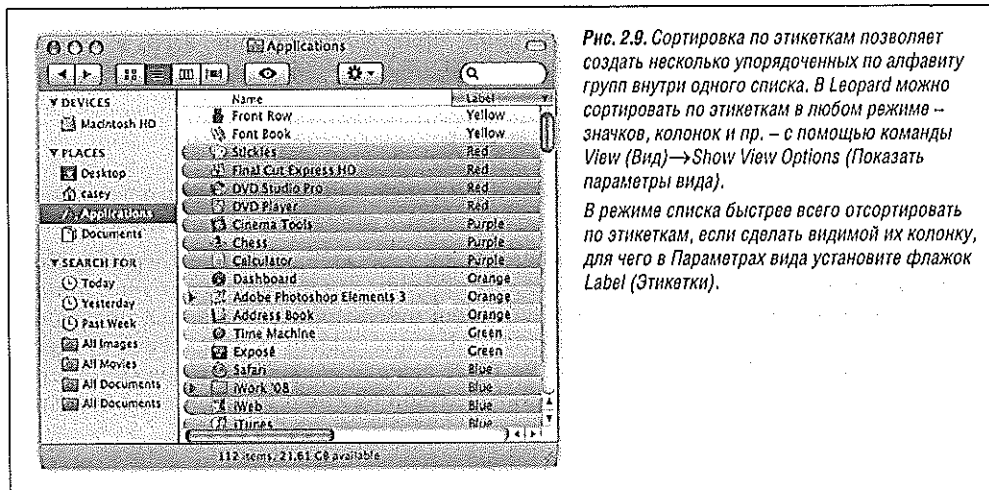 Applications
Name Label
▼ DEVICES
Macintosh HD
▼ PLACES
Desktop
casey
Applications
Documents
▼ SEARCH FOR
Today
Yesterday
Past Week
All Images
All Movies
All Documents
All Documents
Front Row Yellow
Font Book Yellow
Stickies Red
Final Cut Express HD Red
DVD Studio Pro Red
DVD Player Red
Cinema Tools Purple
Chess Purple
Calculator Purple
Dashboard Orange
Adobe Photoshop Elements 3 Orange
Address Book Orange
Time Machine Green
Exposé Green
Safari Blue
iWork '08 Blue
iWeb Blue
iTunes Blue
112 items, 21.61 GB available
Рис. 2.9. Сортировка по этикеткам позволяет
создать несколько упорядоченных по алфавиту
групп внутри одного списка. В Leopard можно
сортировать по этикеткам в любом режиме –
значков, колонок и пр. – с помощью команды
View (Вид)→Show View Options (Показать
параметры вида).
В режиме списка быстрее всего отсортировать
по этикеткам, если сделать видимой их колонку,
для чего в Параметрах вида установите флажок
Label (Этикетки).